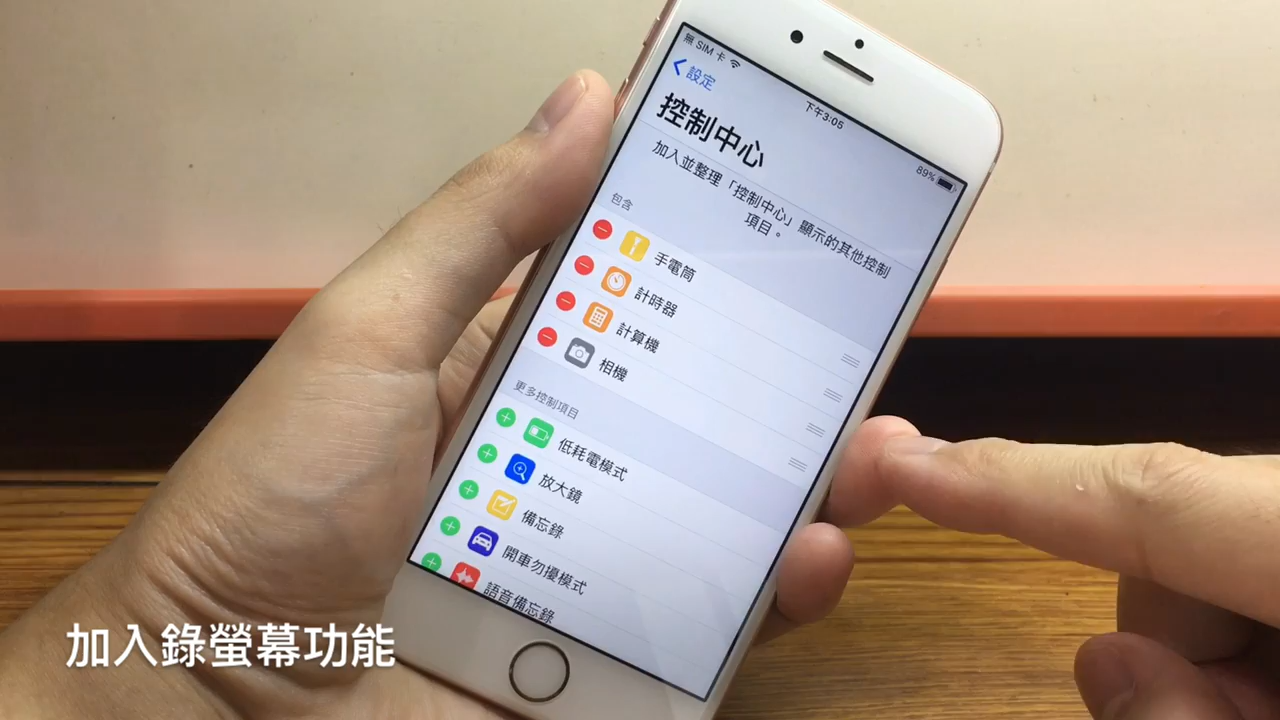 無 SIM 卡
下午3:05
89%
設定
控制中心
加入並整理「控制中心」顯示的其他控制
項目。
包含
手電筒
計時器
計算機
相機
更多控制項目
低耗電模式
放大鏡
備忘錄
開車勿擾模式
語音備忘錄
加入錄螢幕功能